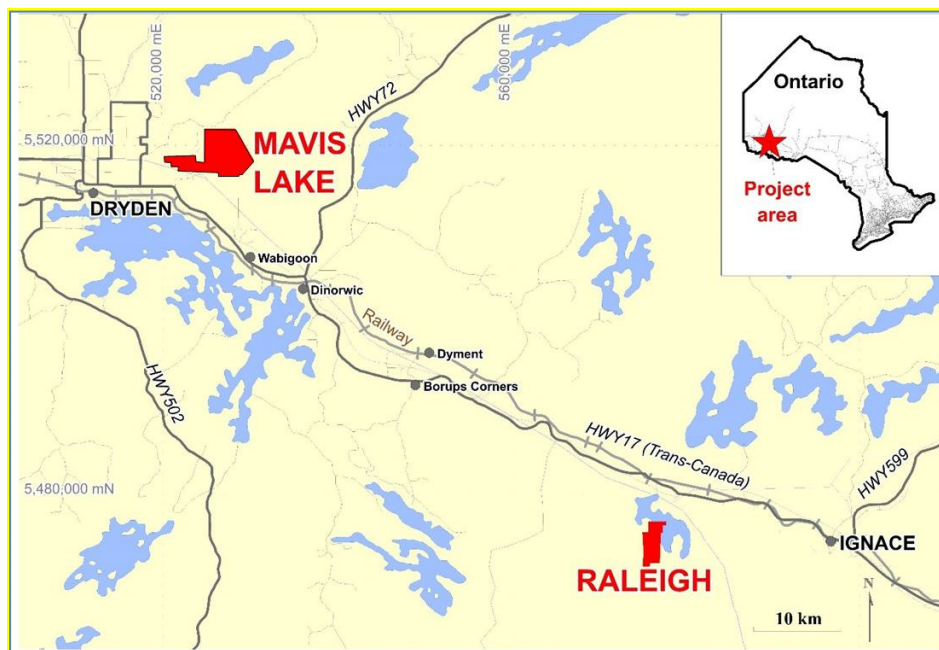 520,000 mE
560,000 mE
HWY72
Ontario
5,520,000 mN
MAVIS
LAKE
Project
area
DRYDEN
Wabigoon
Dinorwic
Railway
Dyment
Borups Corners
HWY502
HWY17 (Trans-Canada)
HWY599
5,480,000 mN
IGNACE
RALEIGH
N
10 km